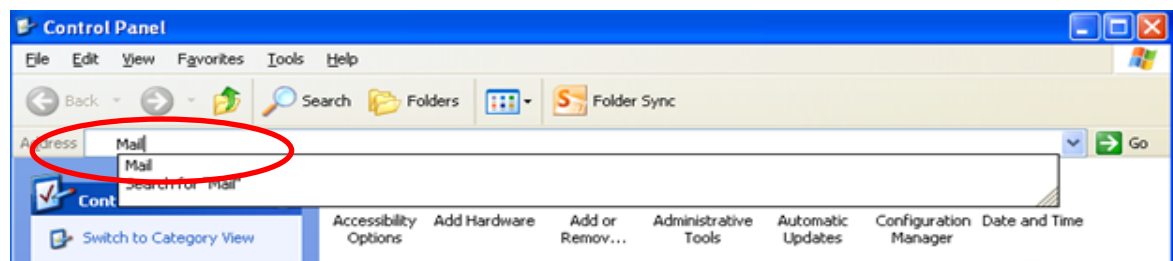 Control Panel
File Edit View Favorites Tools Help
Back Search Folders Folder Sync
Address Mail Go
Mail
Search for "Mail"
Cont
Switch to Category View
Accessibility Options
Add Hardware
Add or Remov...
Administrative Tools
Automatic Updates
Configuration Manager
Date and Time